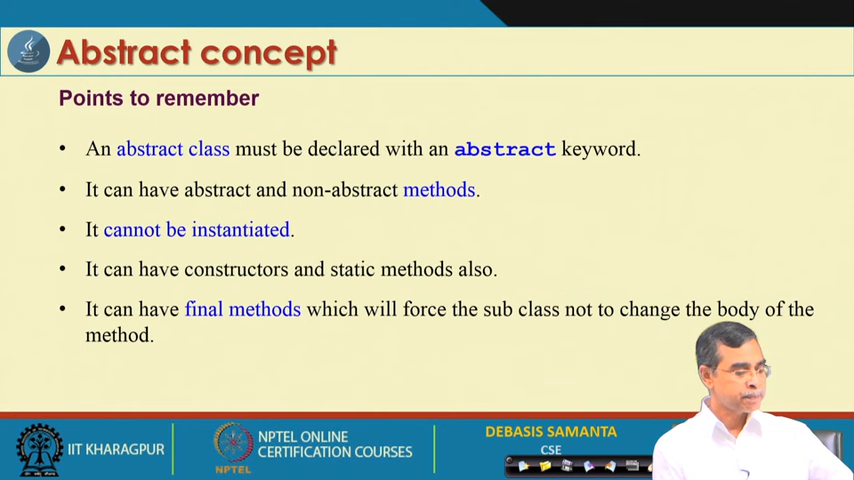 Abstract concept
Points to remember
• An abstract class must be declared with an abstract keyword.
• It can have abstract and non-abstract methods.
• It cannot be instantiated.
• It can have constructors and static methods also.
• It can have final methods which will force the sub class not to change the body of the
method.
IIT KHARAGPUR
NPTEL
NPTEL ONLINE
CERTIFICATION COURSES
DEBASIS SAMANTA
CSE